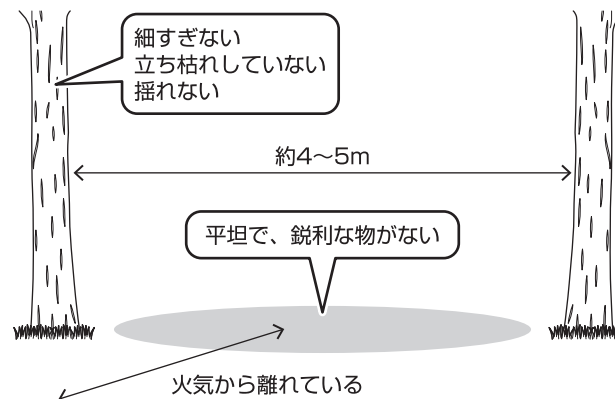 細すぎない
立ち枯れしていない
揺れない
約4〜5m
平坦で、鋭利な物がない
火気から離れている